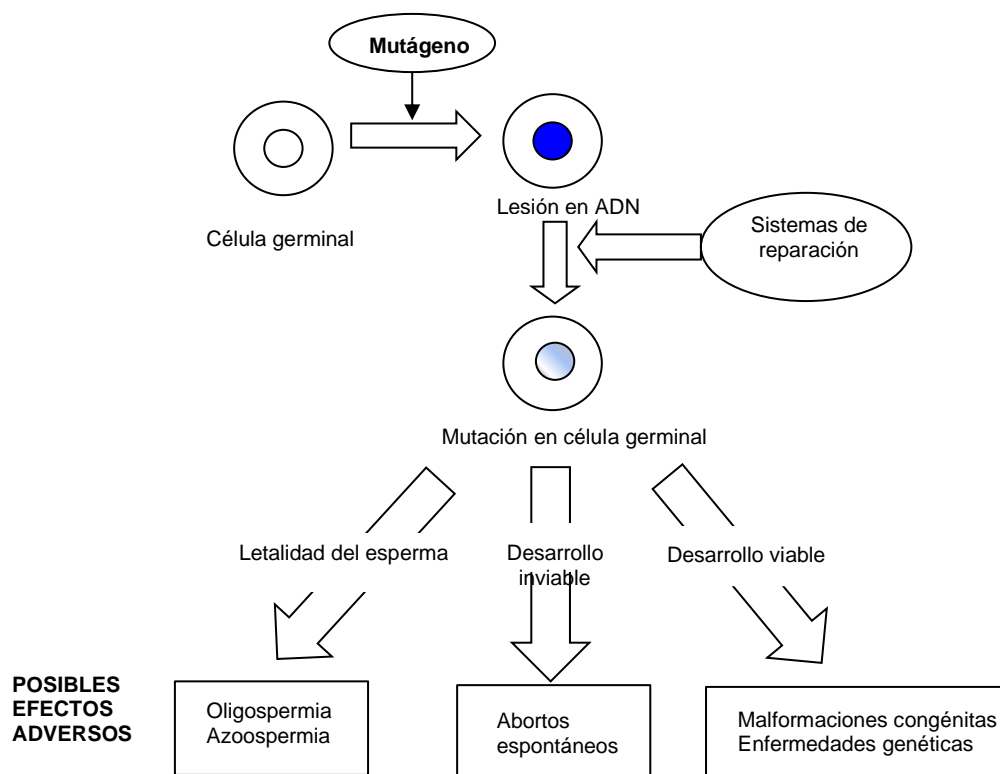 Mutágeno
Lesión en ADN
Célula germinal
Sistemas de
reparación
Mutación en célula germinal
Letalidad del esperma
Desarrollo
inviable
Desarrollo viable
POSIBLES
EFECTOS
ADVERSOS
Oligospermia
Azoospermia
Abortos
espontáneos
Malformaciones congénitas
Enfermedades genéticas